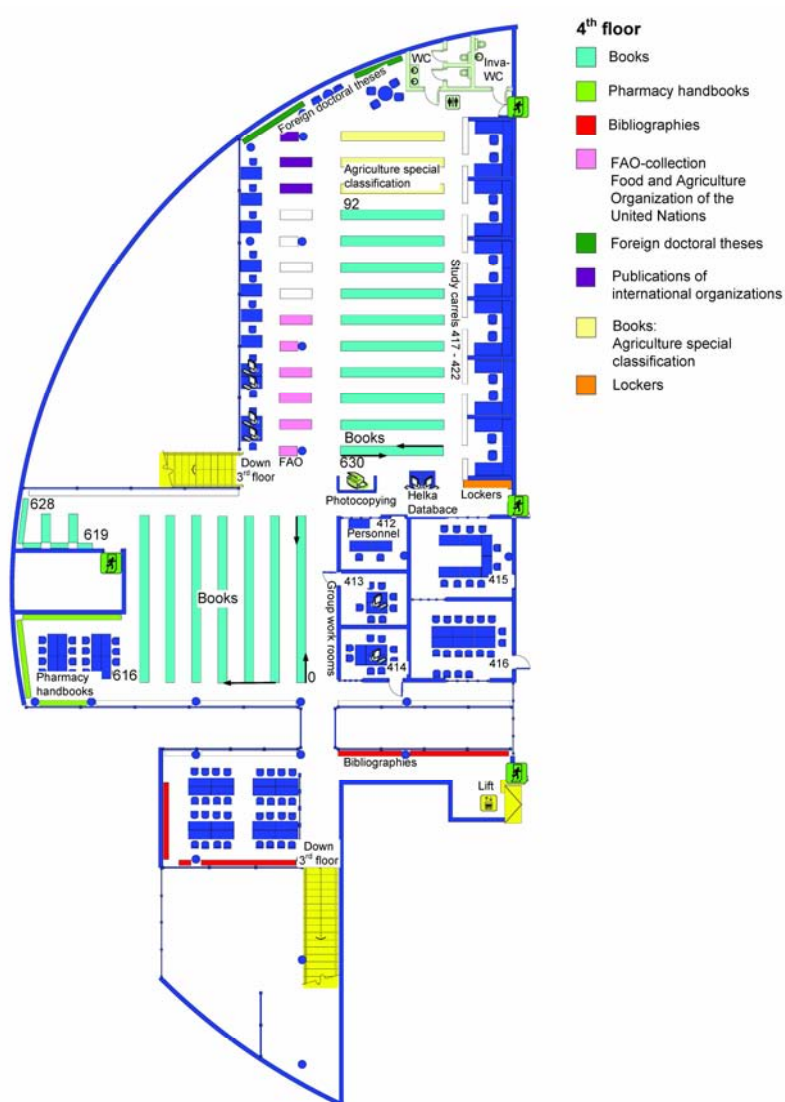 4th floor
Books
Pharmacy handbooks
Bibliographies
FAO-collection
Food and Agriculture
Organization of the
United Nations
Foreign doctoral theses
Publications of
international organizations
Books:
Agriculture special
classification
Lockers
WC
Inva-
WC
Foreign doctoral theses
Agriculture special
classification
92
Study carrels 417 - 422
Books
630
Down
3rd floor
FAO
Photocopying
Helka
Databace
Lockers
628
619
412
Personnel
413
415
Books
Group work rooms
414
416
616
Pharmacy
handbooks
0
Bibliographies
Lift
Down
3rd floor